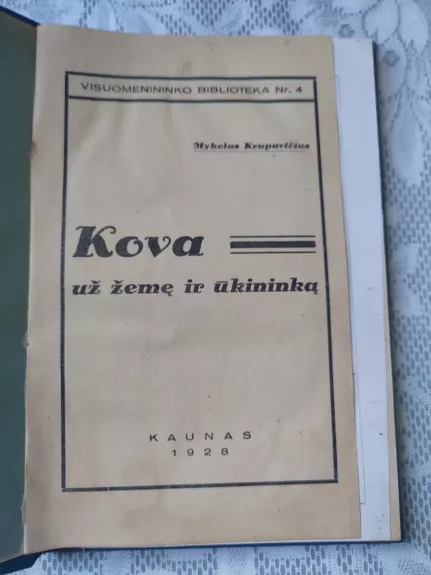 VISUOMENININKO BIBLIOTEKA Nr. 4
Mykolas Krupavičius
Kova
už žemę ir ūkininką
KAUNAS
1928